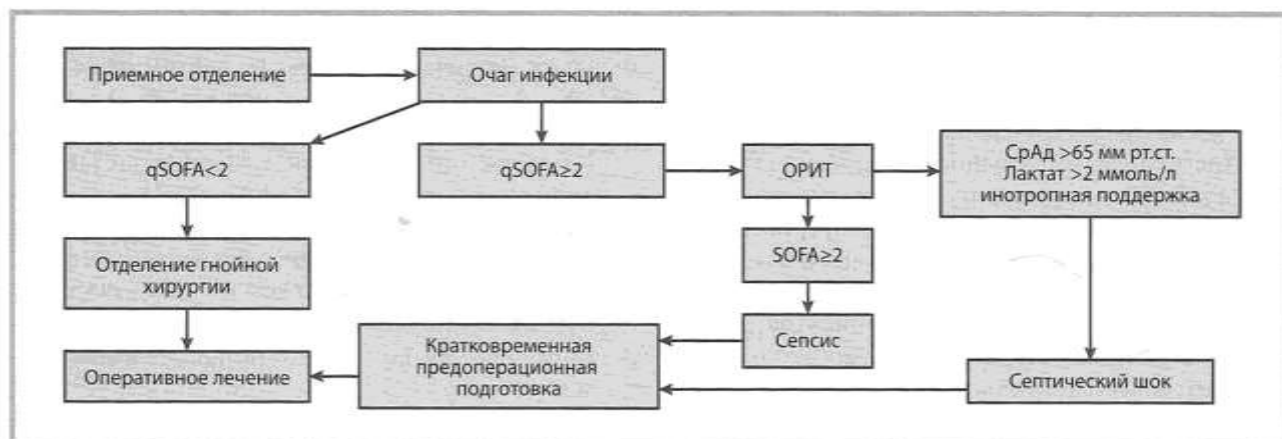 Приемное отделение
Очаг инфекции
qSOFA<2
qSOFA≥2
ОРИТ
СрАд >65 мм рт.ст.
Лактат >2 ммоль/л
инотропная поддержка
Отделение гнойной
хирургии
SOFA≥2
Сепсис
Кратковременная
предоперационная
подготовка
Оперативное лечение
Септический шок